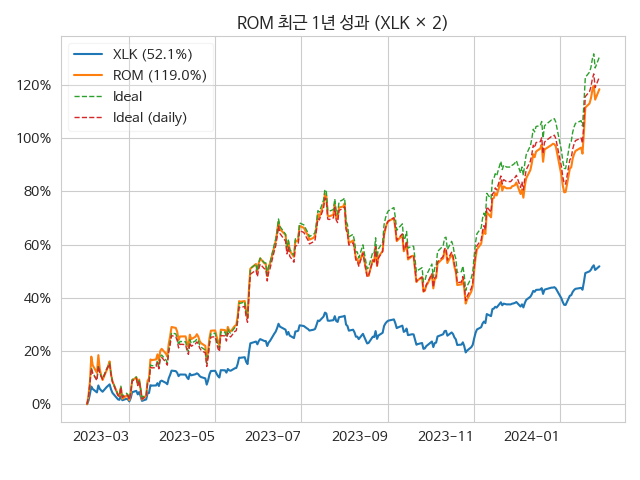 ROM 최근 1년 성과 (XLK × 2)
XLK (52.1%)
ROM (119.0%)
Ideal
Ideal (daily)
120%
100%
80%
60%
40%
20%
0%
2023−03 2023−05 2023−07 2023−09 2023−11 2024−01